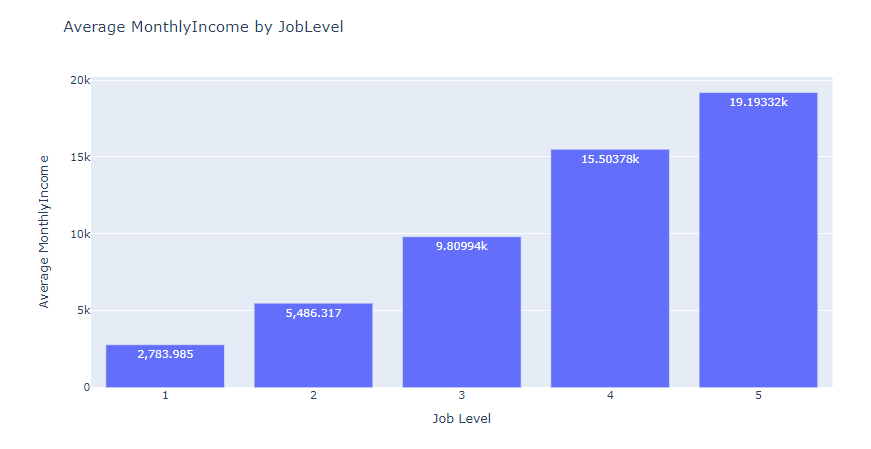 Average MonthlyIncome by JobLevel
20k
15k
10k
5k
0
Average MonthlyIncome
2,783.985
5,486.317
9.80994k
15.50378k
19.19332k
1
2
3
4
5
Job Level